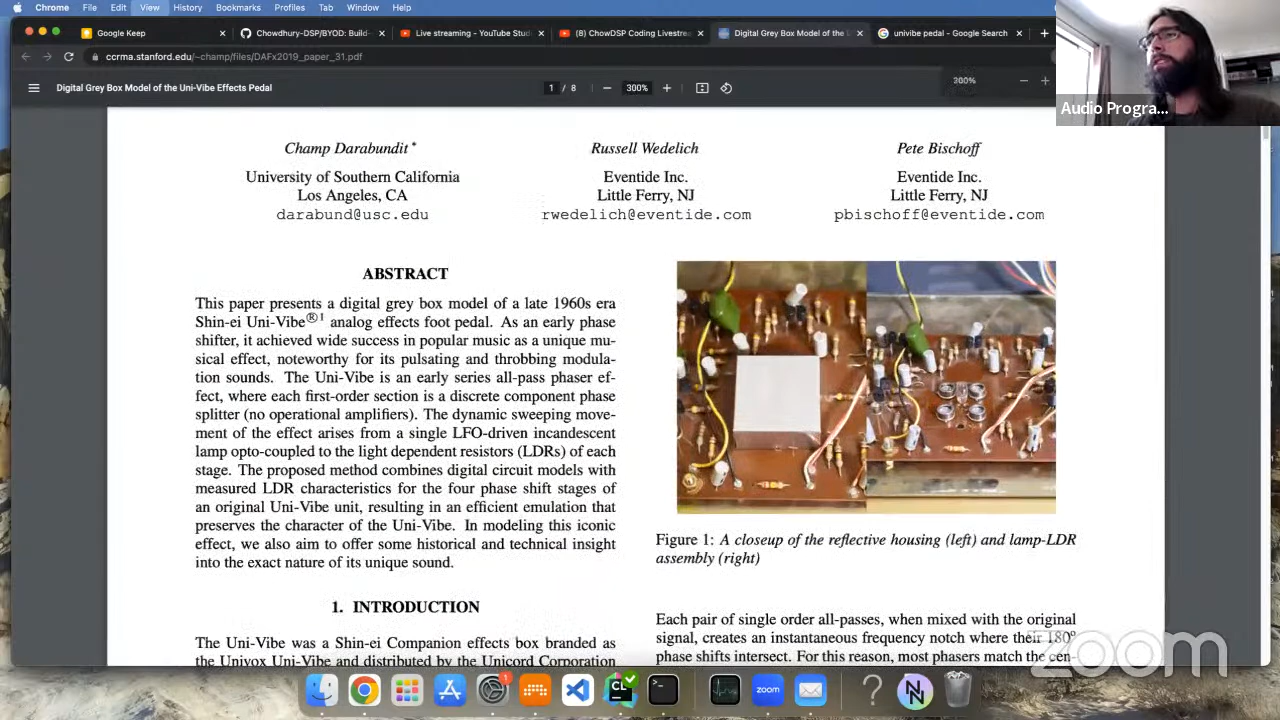 Chrome File Edit View History Bookmarks Profiles Tab Window Help
Google Keep
Chowdhury-DSP/BYOD: Build-
Live streaming - YouTube Stud
(8) ChowDSP Coding Livestrea
Digital Grey Box Model of the U
univibe pedal - Google Search
ccrma.stanford.edu/~champ/files/DAFx2019_paper_31.pdf
Digital Grey Box Model of the Uni-Vibe Effects Pedal
1 / 8
300%
300%
Audio Progra...
Champ Darabundit *
University of Southern California
Los Angeles, CA
darabund@usc.edu
Russell Wedelich
Eventide Inc.
Little Ferry, NJ
rwedelich@eventide.com
Pete Bischoff
Eventide Inc.
Little Ferry, NJ
pbischoff@eventide.com
ABSTRACT
This paper presents a digital grey box model of a late 1960s era
Shin-ei Uni-Vibe®1 analog effects foot pedal. As an early phase
shifter, it achieved wide success in popular music as a unique mu-
sical effect, noteworthy for its pulsating and throbbing modula-
tion sounds. The Uni-Vibe is an early series all-pass phaser ef-
fect, where each first-order section is a discrete component phase
splitter (no operational amplifiers). The dynamic sweeping move-
ment of the effect arises from a single LFO-driven incandescent
lamp opto-coupled to the light dependent resistors (LDRs) of each
stage. The proposed method combines digital circuit models with
measured LDR characteristics for the four phase shift stages of
an original Uni-Vibe unit, resulting in an efficient emulation that
preserves the character of the Uni-Vibe. In modeling this iconic
effect, we also aim to offer some historical and technical insight
into the exact nature of its unique sound.
1. INTRODUCTION
The Uni-Vibe was a Shin-ei Companion effects box branded as
the Univox Uni-Vibe and distributed by the Unicord Corporation
Figure 1: A closeup of the reflective housing (left) and lamp-LDR
assembly (right)
Each pair of single order all-passes, when mixed with the original
signal, creates an instantaneous frequency notch where their 180°
phase shifts intersect. For this reason, most phasers match the cen-
zoom
1
CL
zoom